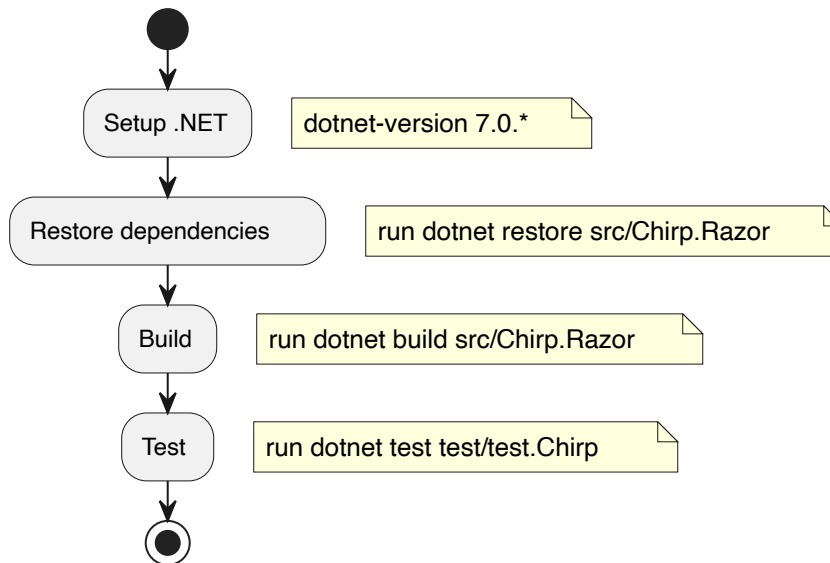 Setup .NET
dotnet-version 7.0.*
Restore dependencies
run dotnet restore src/Chirp.Razor
Build
run dotnet build src/Chirp.Razor
Test
run dotnet test test/test.Chirp